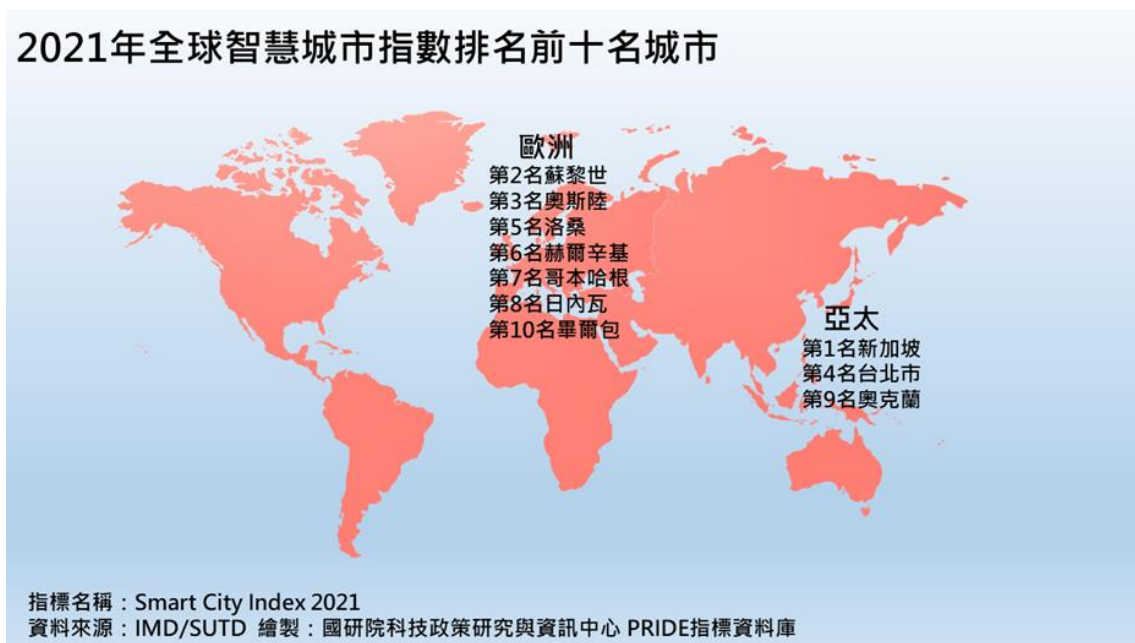 2021年全球智慧城市指數排名前十名城市
歐洲
第2名蘇黎世
第3名奧斯陸
第5名洛桑
第6名赫爾辛基
第7名哥本哈根
第8名日內瓦
第10名畢爾包
亞太
第1名新加坡
第4名台北市
第9名奧克蘭
指標名稱：Smart City Index 2021
資料來源：IMD/SUTD 繪製：國研院科技政策研究與資訊中心 PRIDE指標資料庫